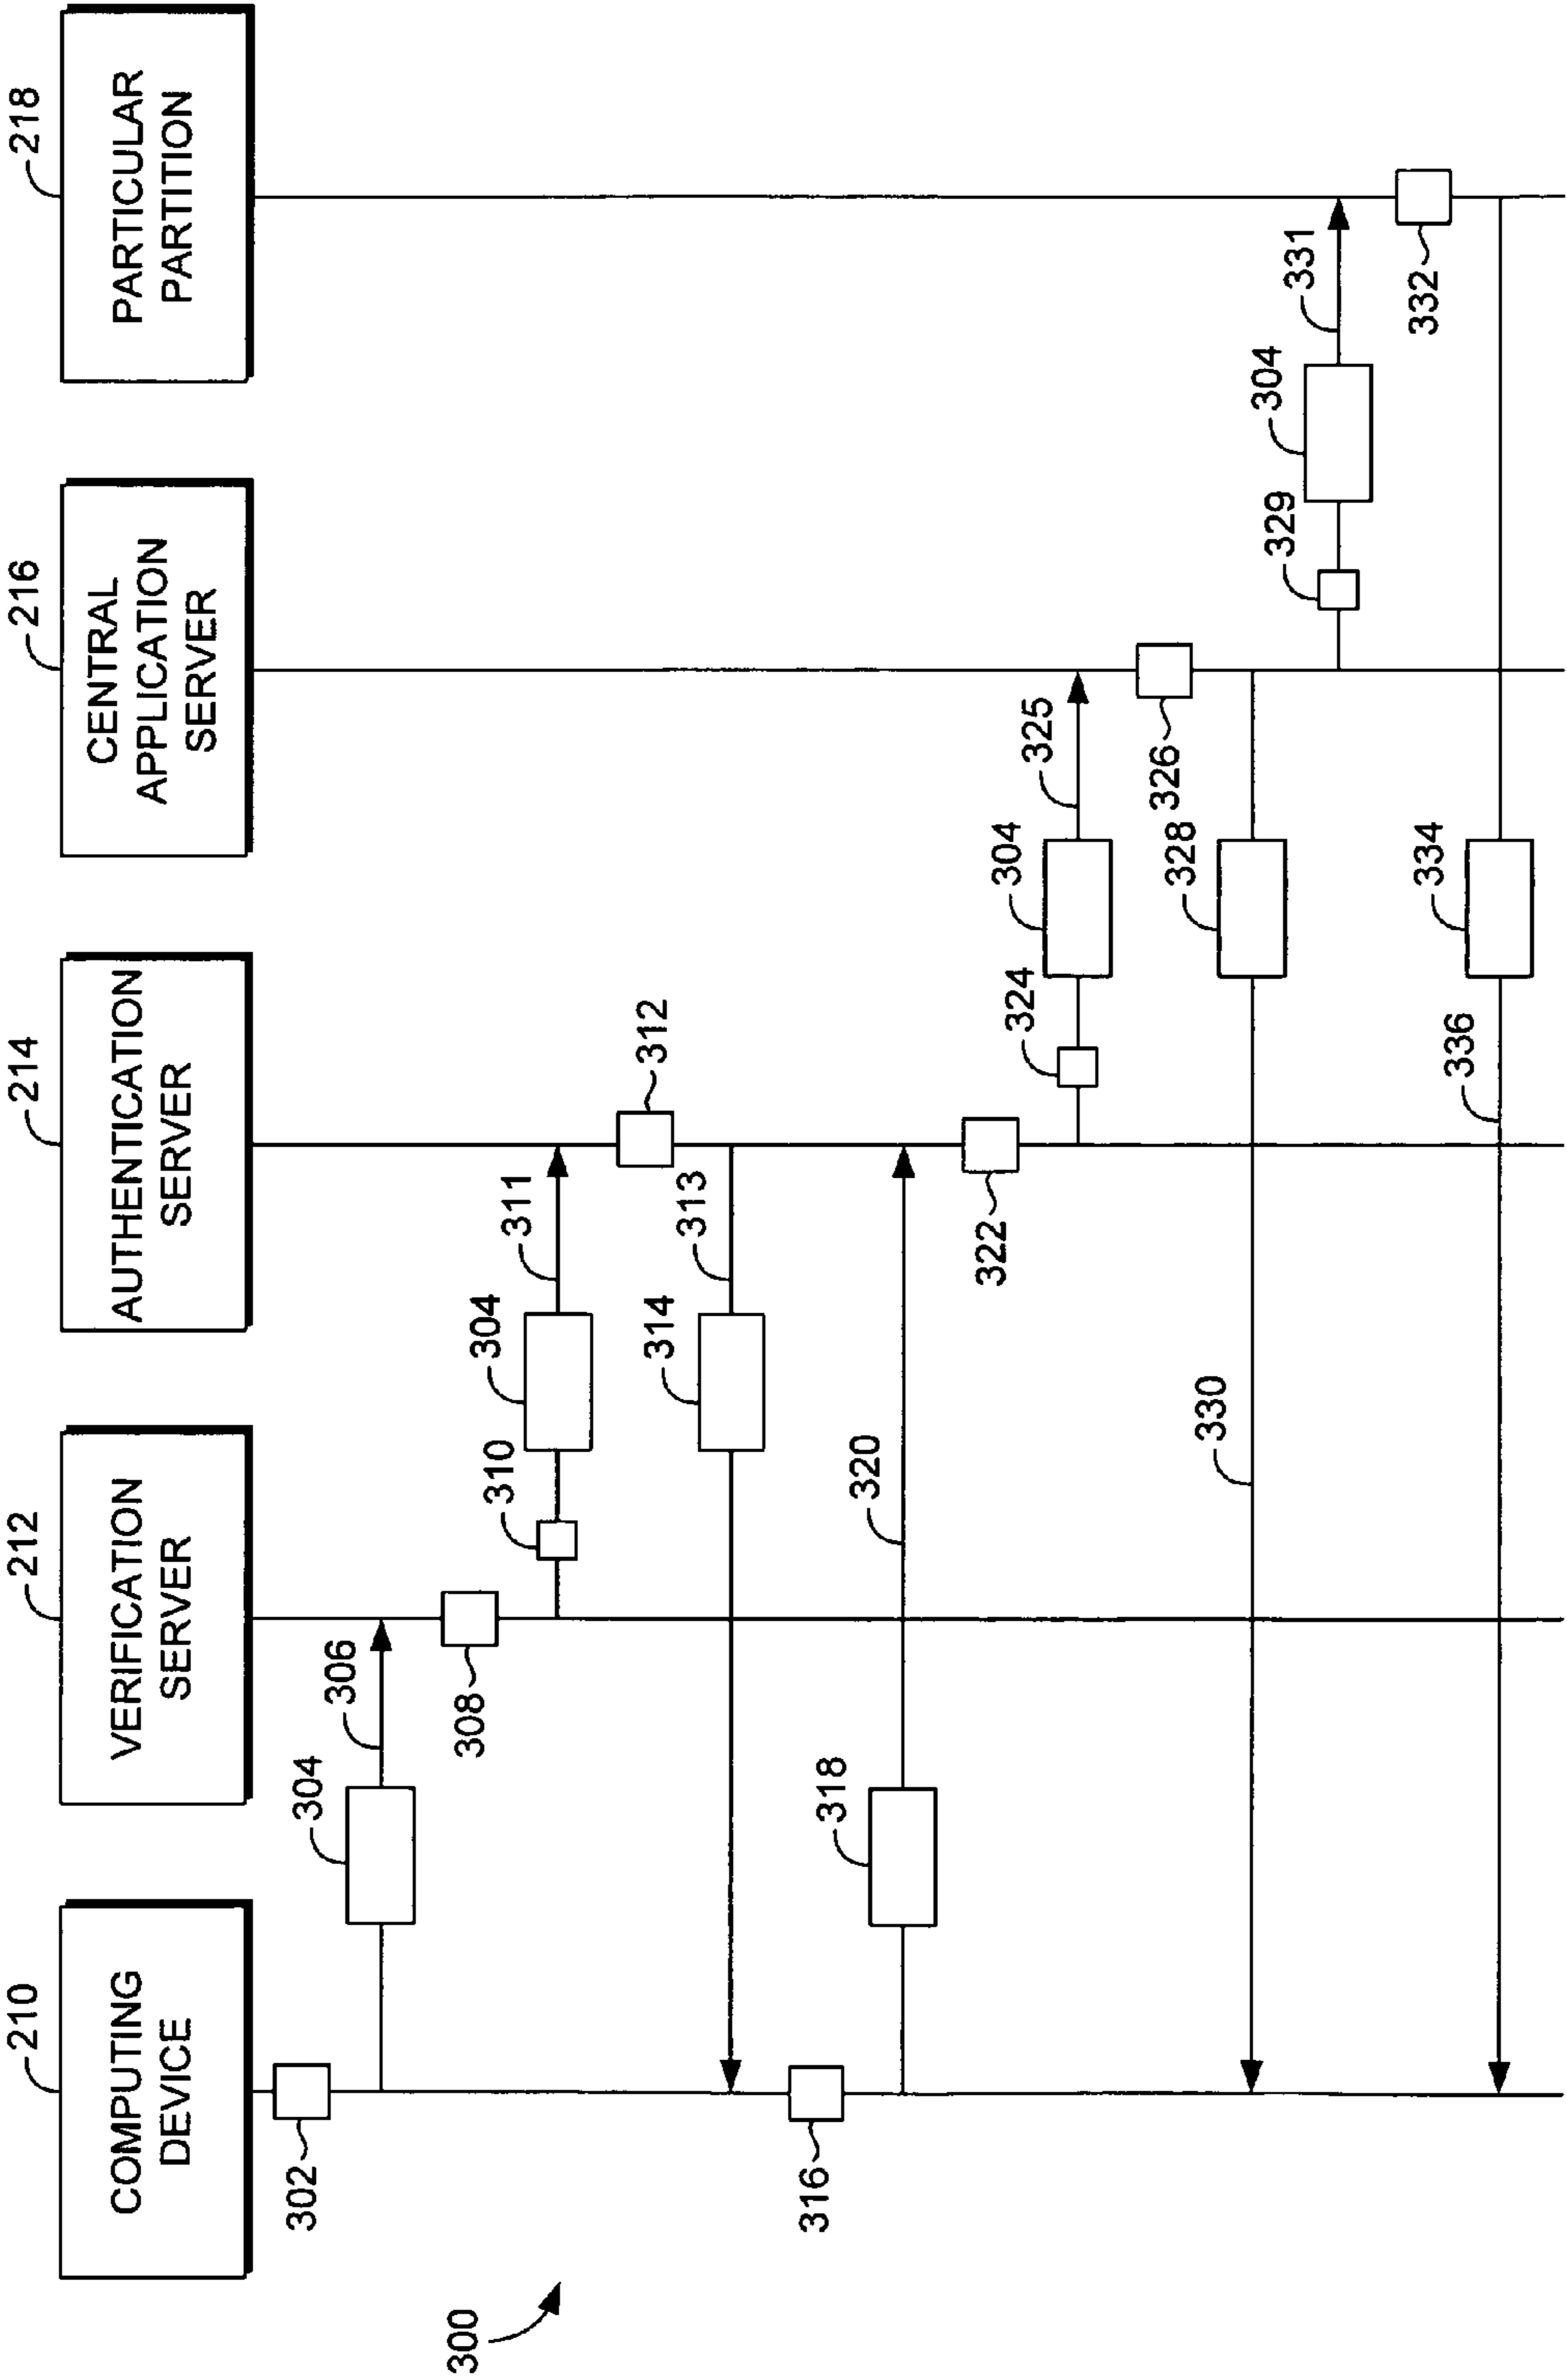 210
212
214
216
218
COMPUTING
DEVICE
VERIFICATION
SERVER
AUTHENTICATION
SERVER
CENTRAL
APPLICATION
SERVER
PARTICULAR
PARTITION
302
304
306
308
310
304
311
312
314
313
316
318
320
322
324
304
325
326
328
330
329
304
331
332
334
336
300